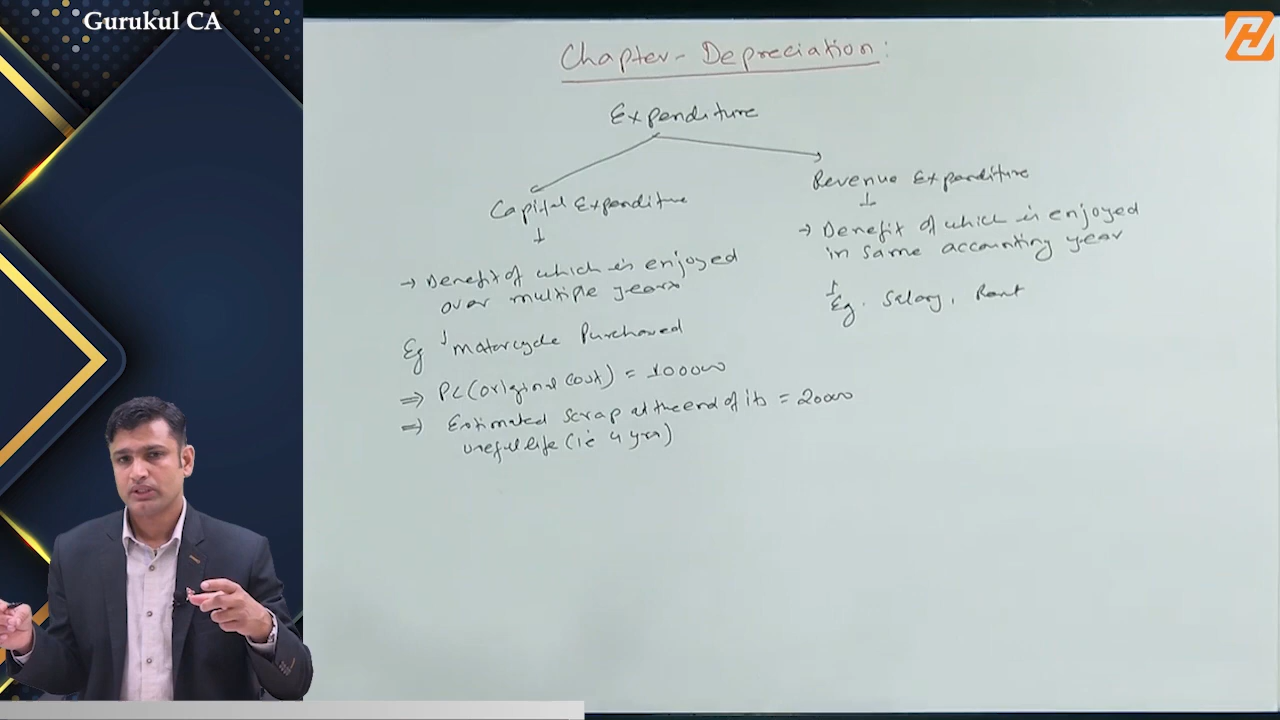 Gurukul CA
Chapter - Depreciation:
Expenditure
Capital Expenditure
→ Benefit of which is enjoyed
over multiple years
Eg Motorcycle Purchased
⇒ PC (original cost) = 100000
⇒ Estimated Scrap at the end of its = 20000
useful life (i.e 4 yrs)
Revenue Expenditure
→ Benefit of which is enjoyed
in same accounting year
Eg. Salary, Rent